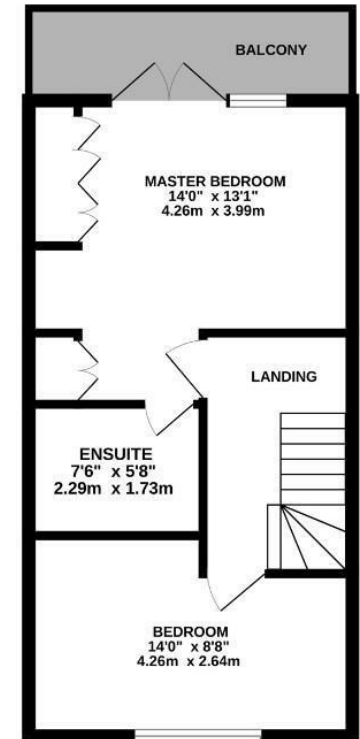 BALCONY
MASTER BEDROOM
14'0" x 13'1"
4.26m x 3.99m
LANDING
ENSUITE
7'6" x 5'8"
2.29m x 1.73m
BEDROOM
14'0" x 8'8"
4.26m x 2.64m